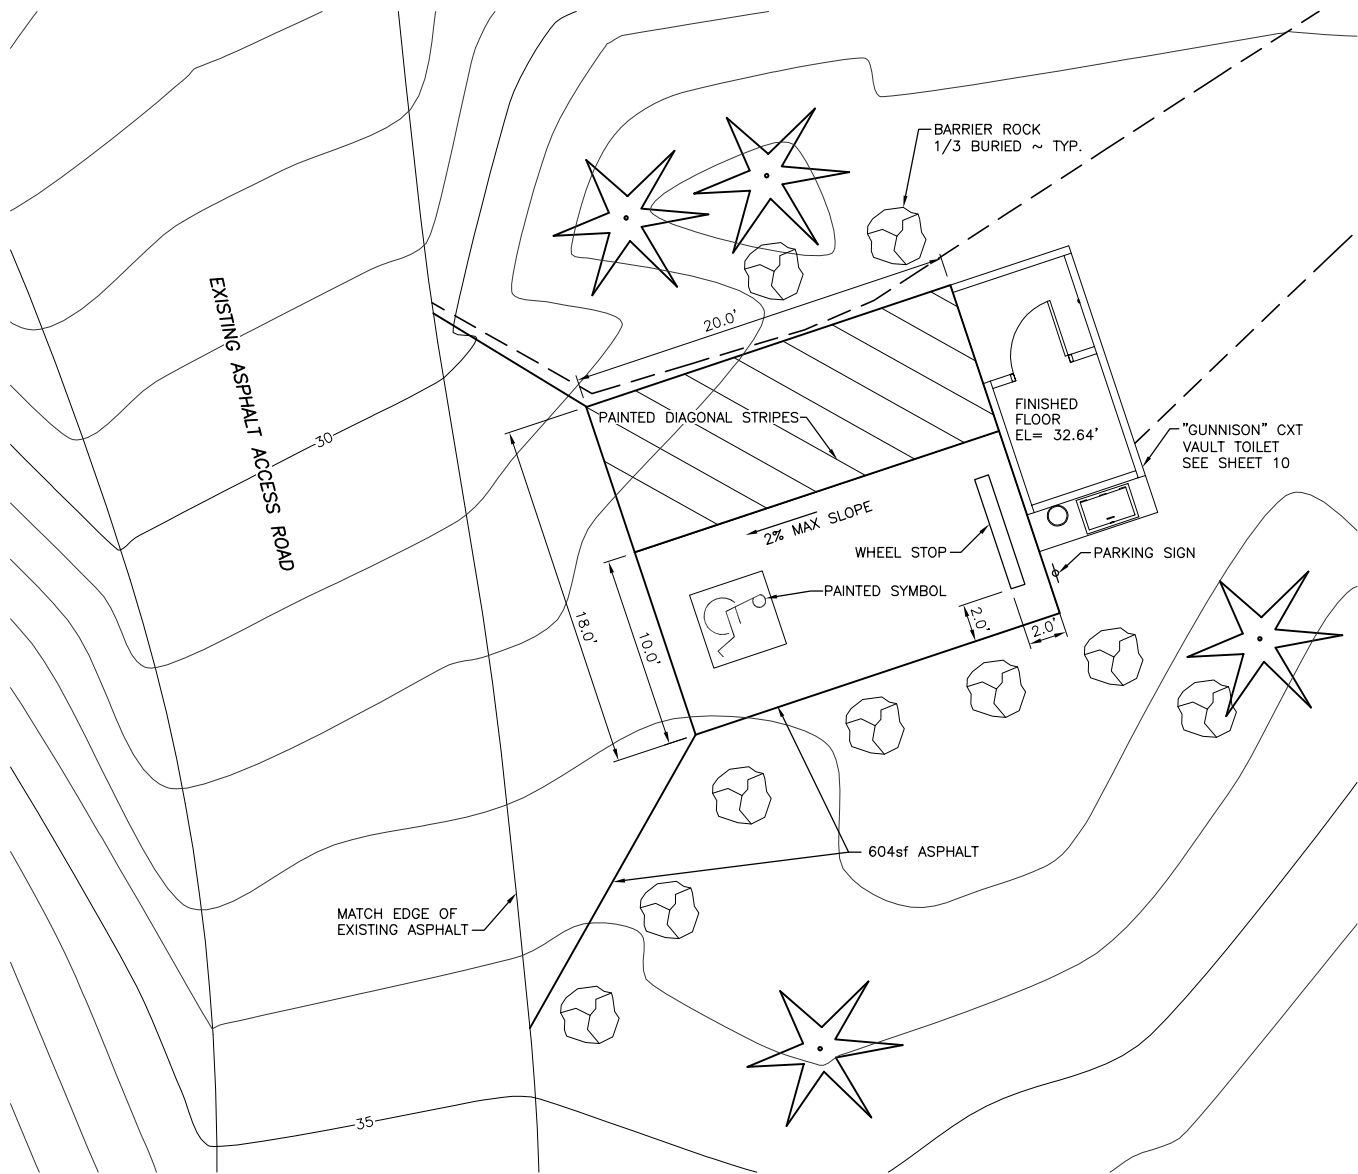 BARRIER ROCK
1/3 BURIED ~ TYP.
EXISTING ASPHALT ACCESS ROAD
20.0'
30
PAINTED DIAGONAL STRIPES
FINISHED
FLOOR
EL= 32.64'
"GUNNISON" CXT
VAULT TOILET
SEE SHEET 10
2% MAX SLOPE
WHEEL STOP
PARKING SIGN
PAINTED SYMBOL
18.0'
10.0'
2.0'
2.0'
604sf ASPHALT
MATCH EDGE OF
EXISTING ASPHALT
35